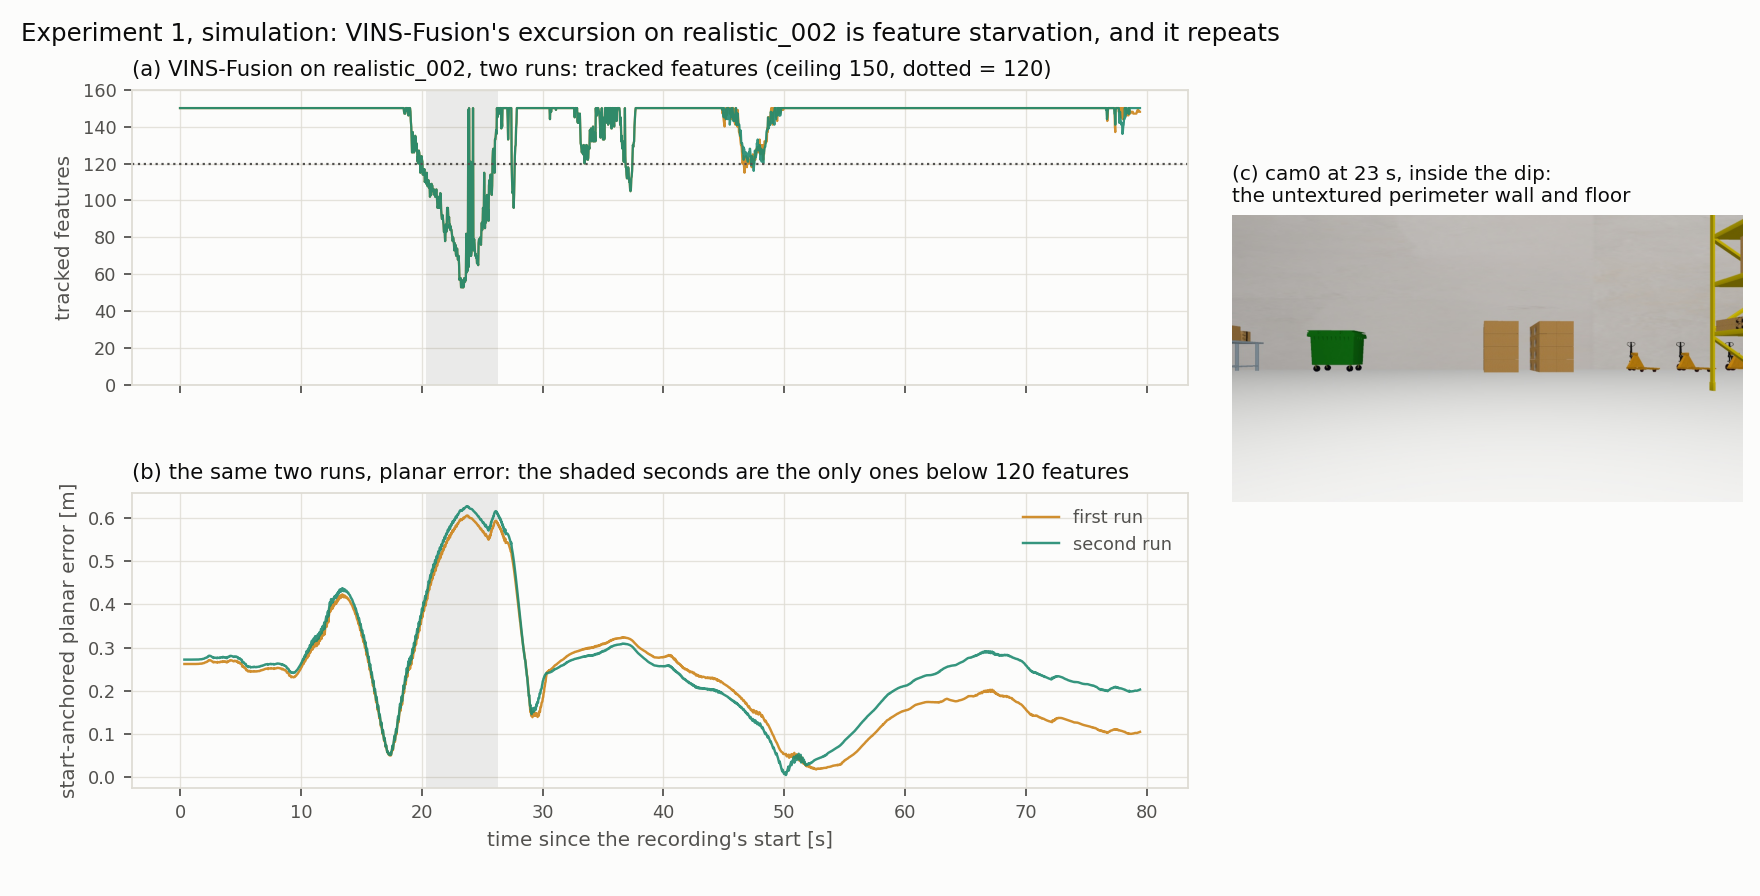 Experiment 1, simulation: VINS-Fusion's excursion on realistic_002 is feature starvation, and it repeats
(a) VINS-Fusion on realistic_002, two runs: tracked features (ceiling 150, dotted = 120)
160
140
120
100
80
60
40
20
0
tracked features
(c) cam0 at 23 s, inside the dip:
the untextured perimeter wall and floor
(b) the same two runs, planar error: the shaded seconds are the only ones below 120 features
0.6
0.5
0.4
0.3
0.2
0.1
0.0
start-anchored planar error [m]
first run
second run
0 10 20 30 40 50 60 70 80
time since the recording's start [s]